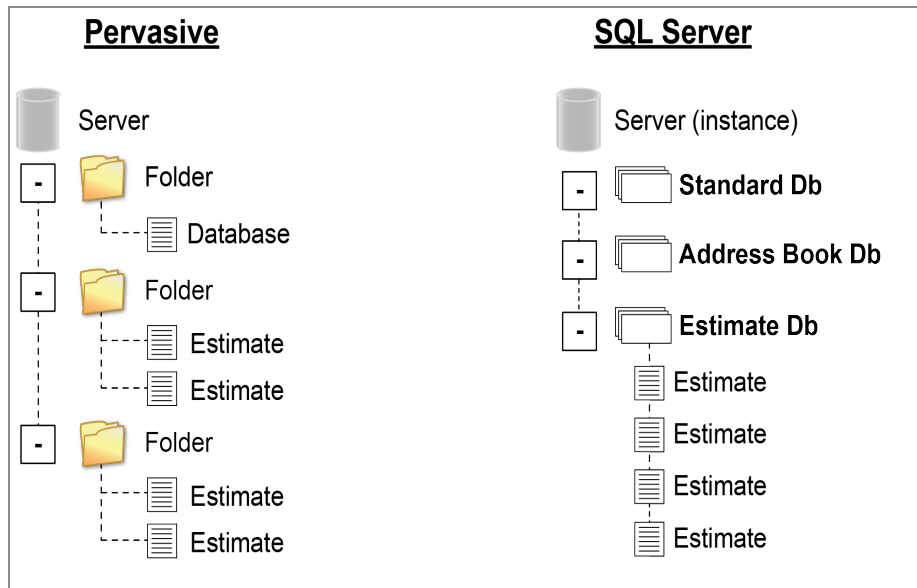 Pervasive
Server
- Folder
Database
- Folder
Estimate
Estimate
- Folder
Estimate
Estimate
SQL Server
Server (instance)
- Standard Db
- Address Book Db
- Estimate Db
Estimate
Estimate
Estimate
Estimate